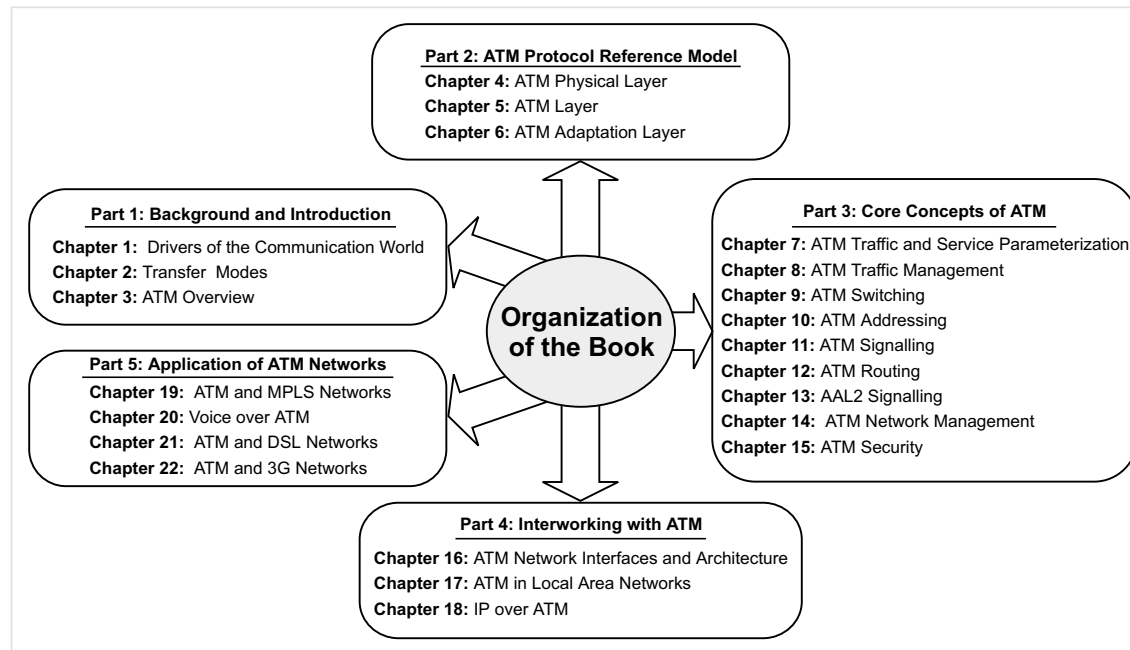 Part 2: ATM Protocol Reference Model
Chapter 4: ATM Physical Layer
Chapter 5: ATM Layer
Chapter 6: ATM Adaptation Layer
Part 1: Background and Introduction
Chapter 1: Drivers of the Communication World
Chapter 2: Transfer Modes
Chapter 3: ATM Overview
Organization
of the Book
Part 3: Core Concepts of ATM
Chapter 7: ATM Traffic and Service Parameterization
Chapter 8: ATM Traffic Management
Chapter 9: ATM Switching
Chapter 10: ATM Addressing
Chapter 11: ATM Signalling
Chapter 12: ATM Routing
Chapter 13: AAL2 Signalling
Chapter 14: ATM Network Management
Chapter 15: ATM Security
Part 5: Application of ATM Networks
Chapter 19: ATM and MPLS Networks
Chapter 20: Voice over ATM
Chapter 21: ATM and DSL Networks
Chapter 22: ATM and 3G Networks
Part 4: Interworking with ATM
Chapter 16: ATM Network Interfaces and Architecture
Chapter 17: ATM in Local Area Networks
Chapter 18: IP over ATM